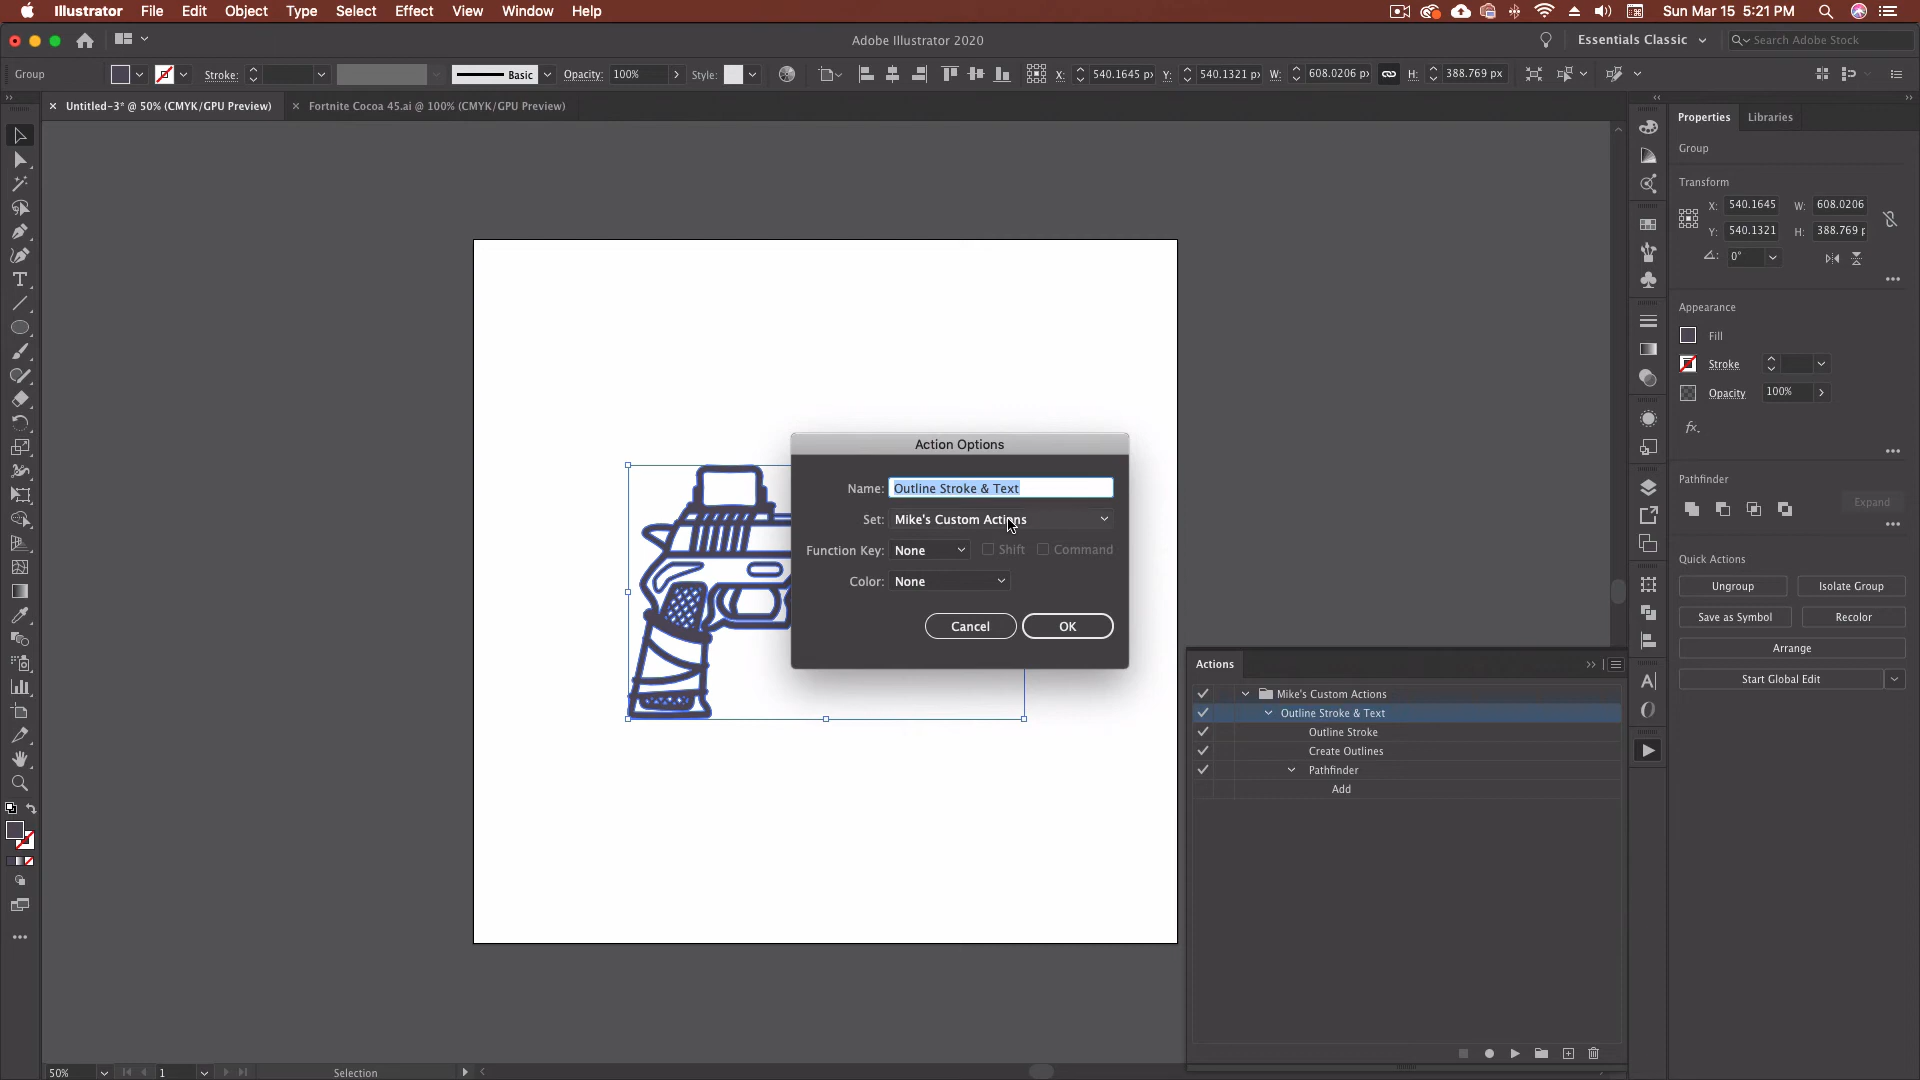 Illustrator File Edit Object Type Select Effect View Window Help
Sun Mar 15 5:21 PM
Adobe Illustrator 2020
Essentials Classic
Search Adobe Stock
Group
Stroke:
Basic
Opacity: 100%
Style:
X: 540.1645 px
Y: 540.1321 px
W: 608.0206 px
H: 388.769 px
Untitled-3* @ 50% (CMYK/GPU Preview)
Fortnite Cocoa 45.ai @ 100% (CMYK/GPU Preview)
Properties Libraries
Group
Transform
X: 540.1645 W: 608.0206
Y: 540.1321 H: 388.769 p
0°
Appearance
Fill
Stroke
Opacity 100%
fx.
Pathfinder
Expand
Quick Actions
Ungroup Isolate Group
Save as Symbol Recolor
Arrange
Start Global Edit
Action Options
Name: Outline Stroke & Text
Set: Mike's Custom Actions
Function Key: None Shift Command
Color: None
Cancel OK
Actions
Mike's Custom Actions
Outline Stroke & Text
Outline Stroke
Create Outlines
Pathfinder
Add
50% 1 Selection